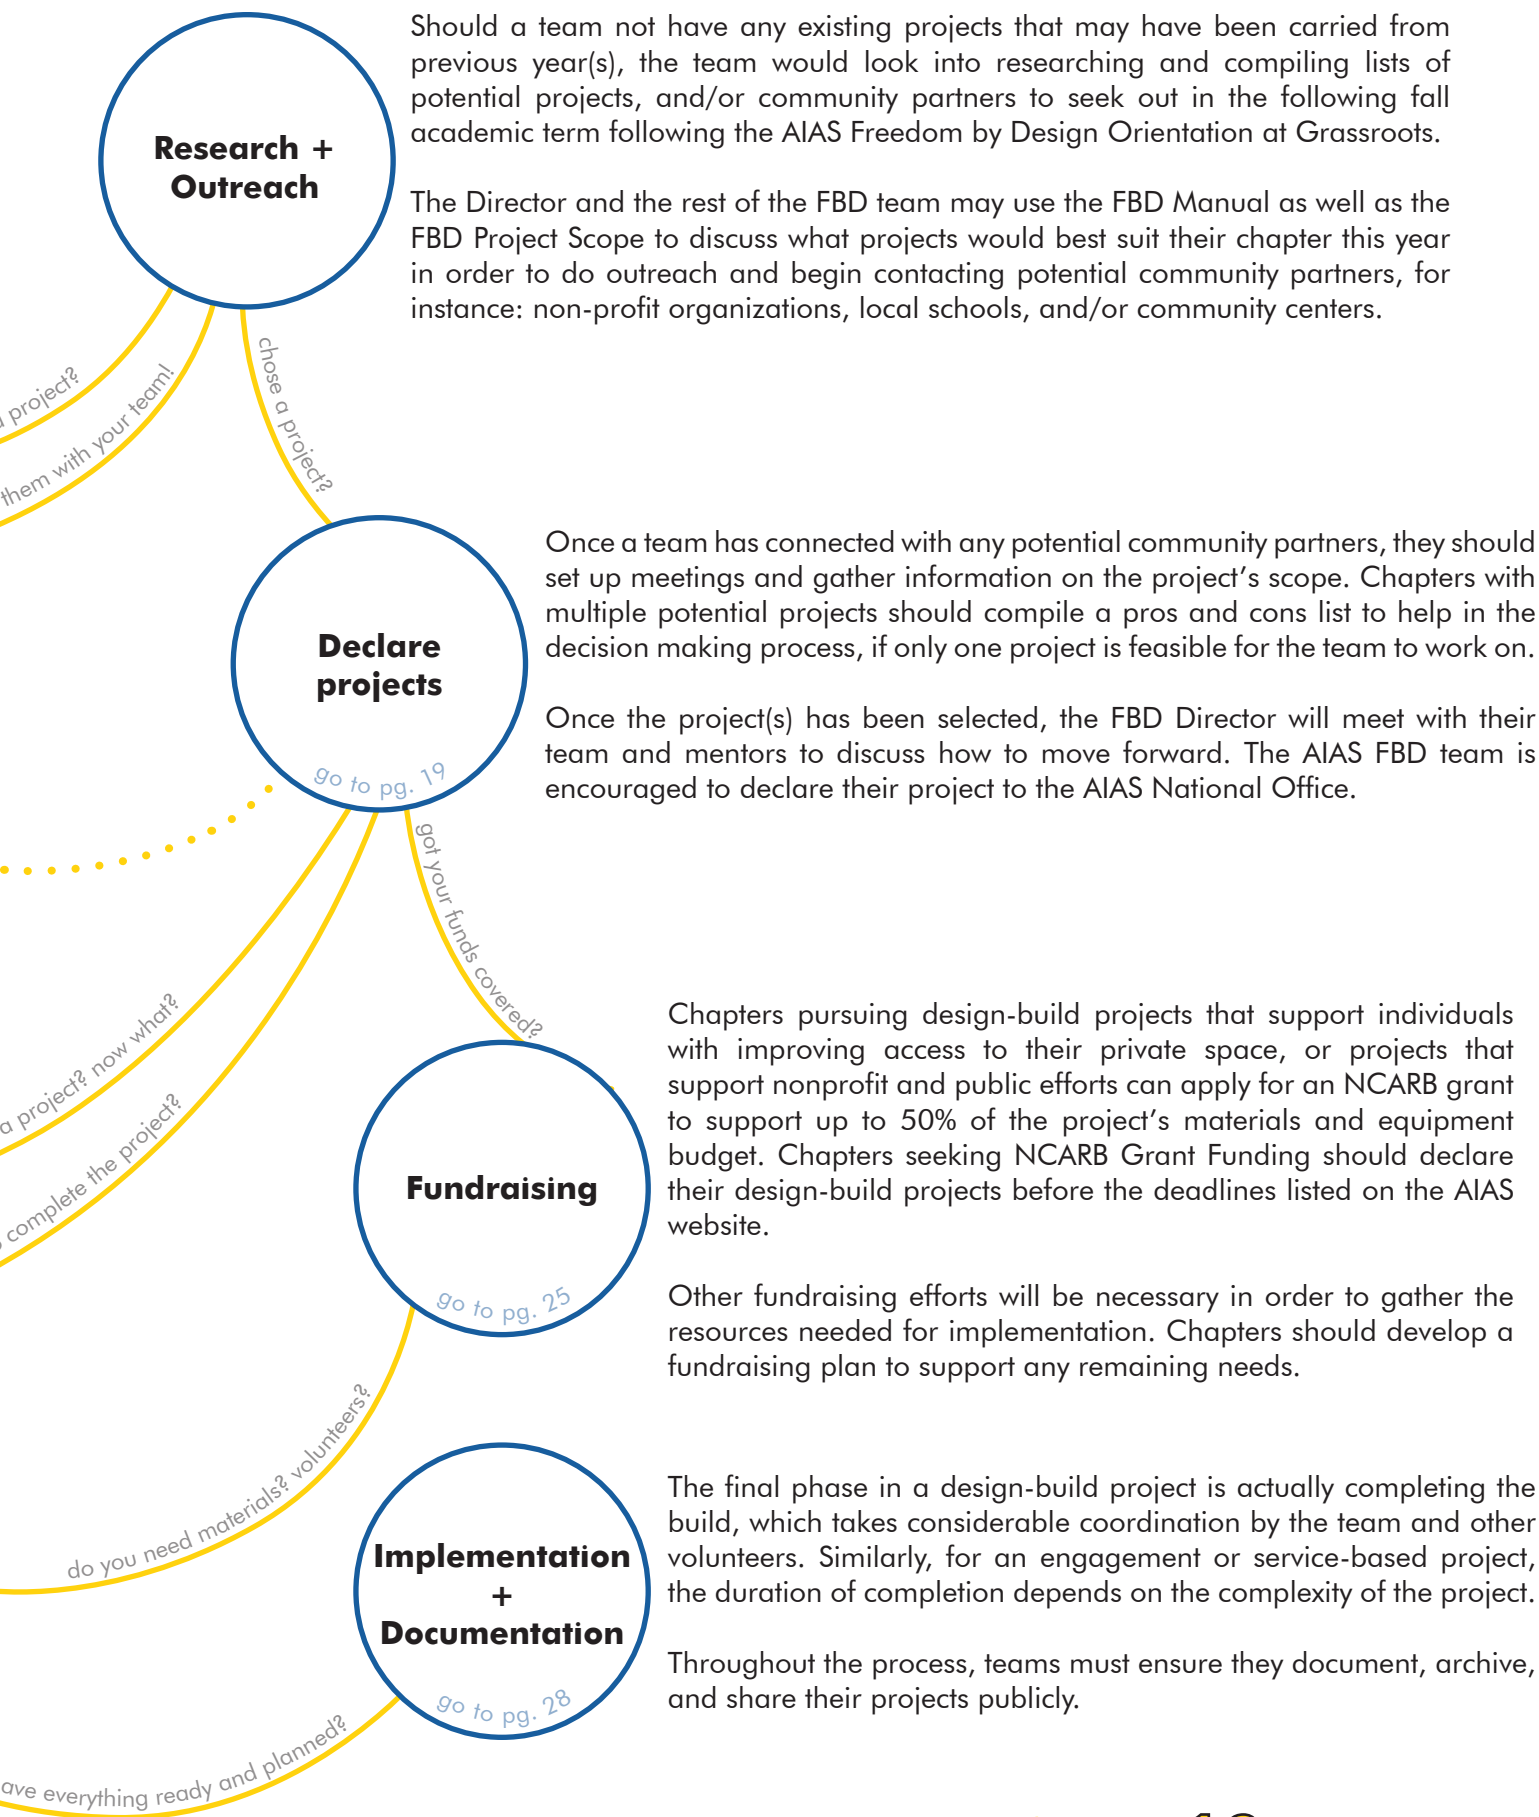 Should a team not have any existing projects that may have been carried from
previous year(s), the team would look into researching and compiling lists of
potential projects, and/or community partners to seek out in the following fall
academic term following the AIAS Freedom by Design Orientation at Grassroots.
Research +
Outreach
The Director and the rest of the FBD team may use the FBD Manual as well as the
FBD Project Scope to discuss what projects would best suit their chapter this year
in order to do outreach and begin contacting potential community partners, for
instance: non-profit organizations, local schools, and/or community centers.
project?
them with your team!
chose a project?
Once a team has connected with any potential community partners, they should
set up meetings and gather information on the project's scope. Chapters with
multiple potential projects should compile a pros and cons list to help in the
decision making process, if only one project is feasible for the team to work on.
Declare
projects
go to pg. 19
Once the project(s) has been selected, the FBD Director will meet with their
team and mentors to discuss how to move forward. The AIAS FBD team is
encouraged to declare their project to the AIAS National Office.
got your funds covered?
a project? now what?
complete the project?
Chapters pursuing design-build projects that support individuals
with improving access to their private space, or projects that
support nonprofit and public efforts can apply for an NCARB grant
to support up to 50% of the project's materials and equipment
budget. Chapters seeking NCARB Grant Funding should declare
their design-build projects before the deadlines listed on the AIAS
website.
Fundraising
go to pg. 25
Other fundraising efforts will be necessary in order to gather the
resources needed for implementation. Chapters should develop a
fundraising plan to support any remaining needs.
do you need materials? volunteers?
The final phase in a design-build project is actually completing the
build, which takes considerable coordination by the team and other
volunteers. Similarly, for an engagement or service-based project,
the duration of completion depends on the complexity of the project.
Implementation
+
Documentation
go to pg. 28
Throughout the process, teams must ensure they document, archive,
and share their projects publicly.
everything ready and planned?